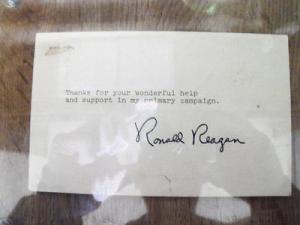 Thanks for your wonderful help
and support in my primary campaign.
Ronald Reagan